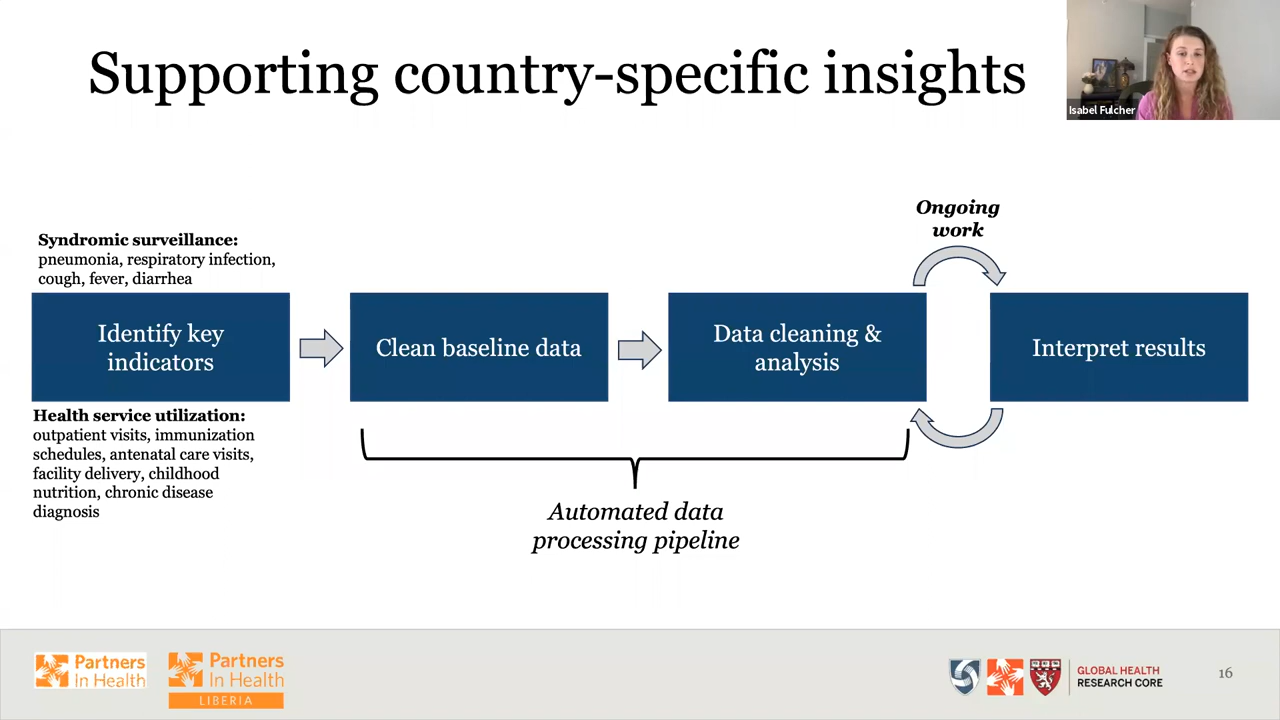 Supporting country-specific insights
Isabel Fulcher
Ongoing
work
Syndromic surveillance:
pneumonia, respiratory infection,
cough, fever, diarrhea
Identify key
indicators
Clean baseline data
Data cleaning &
analysis
Interpret results
Health service utilization:
outpatient visits, immunization
schedules, antenatal care visits,
facility delivery, childhood
nutrition, chronic disease
diagnosis
Automated data
processing pipeline
Partners
In Health
Partners
In Health
LIBERIA
GLOBAL HEALTH
RESEARCH CORE
16